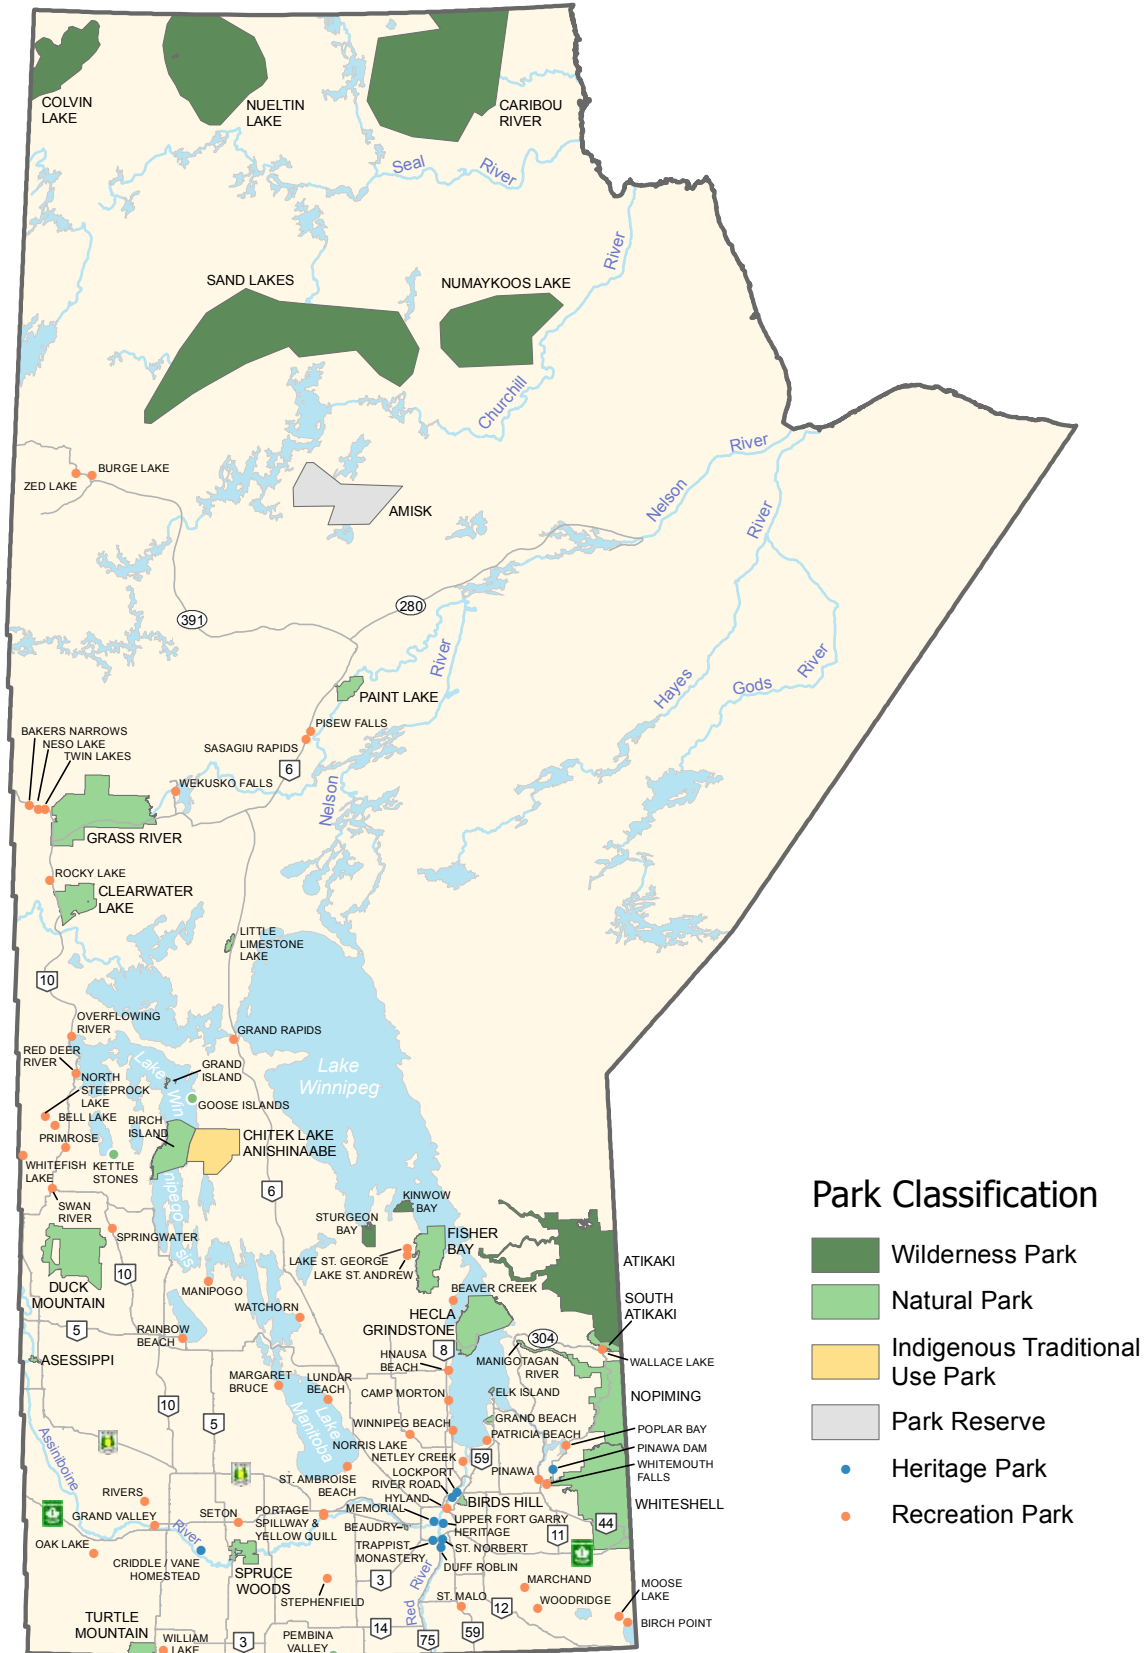 COLVIN
LAKE
NUELTIN
LAKE
CARIBOU
RIVER
Seal
River
River
SAND LAKES
NUMAYKOOS LAKE
Churchill
River
BURGE LAKE
ZED LAKE
AMISK
Nelson
River
391
280
River
Hayes
Gods
River
PAINT LAKE
PISEW FALLS
SASAGIU RAPIDS
BAKERS NARROWS
NESO LAKE
TWIN LAKES
6
WEKUSKO FALLS
Nelson
GRASS RIVER
ROCKY LAKE
CLEARWATER
LAKE
LITTLE
LIMESTONE
LAKE
10
OVERFLOWING
RIVER
GRAND RAPIDS
RED DEER
RIVER
Lake
Win
nipego
sis
GRAND
ISLAND
Lake
Winnipeg
NORTH
STEEPROCK
LAKE
GOOSE ISLANDS
BELL LAKE
BIRCH
ISLAND
PRIMROSE
CHITEK LAKE
ANISHINAABE
WHITEFISH
LAKE
KETTLE
STONES
6
SWAN
RIVER
KINWOW
BAY
STURGEON
BAY
SPRINGWATER
FISHER
BAY
LAKE ST. GEORGE
LAKE ST. ANDREW
10
ATIKAKI
DUCK
MOUNTAIN
MANIPOGO
BEAVER CREEK
SOUTH
ATIKAKI
WATCHORN
HECLA
GRINDSTONE
5
RAINBOW
BEACH
304
8
ASESSIPPI
HNAUSA
BEACH
MANIGOTAGAN
RIVER
WALLACE LAKE
MARGARET
BRUCE
LUNDAR
BEACH
CAMP MORTON
ELK ISLAND
NOPIMING
10
5
Lake
Manitoba
WINNIPEG BEACH
GRAND BEACH
PATRICIA BEACH
POPLAR BAY
NORRIS LAKE
NETLEY CREEK
59
PINAWA DAM
WHITEMOUTH
FALLS
Assiniboine
LOCKPORT
PINAWA
ST. AMBROISE
BEACH
RIVER ROAD
RIVERS
HYLAND
BIRDS HILL
WHITESHELL
GRAND VALLEY
SETON
PORTAGE
SPILLWAY &
YELLOW QUILL
MEMORIAL
UPPER FORT GARRY
HERITAGE
44
River
BEAUDRY
11
OAK LAKE
TRAPPIST
MONASTERY
ST. NORBERT
CRIDDLE / VANE
HOMESTEAD
DUFF ROBLIN
SPRUCE
WOODS
3
River
Red
MARCHAND
MOOSE
LAKE
STEPHENFIELD
ST. MALO
12
WOODRIDGE
BIRCH POINT
TURTLE
MOUNTAIN
14
WILLIAM
LAKE
3
PEMBINA
VALLEY
75
59
Park Classification
Wilderness Park
Natural Park
Indigenous Traditional
Use Park
Park Reserve
Heritage Park
Recreation Park